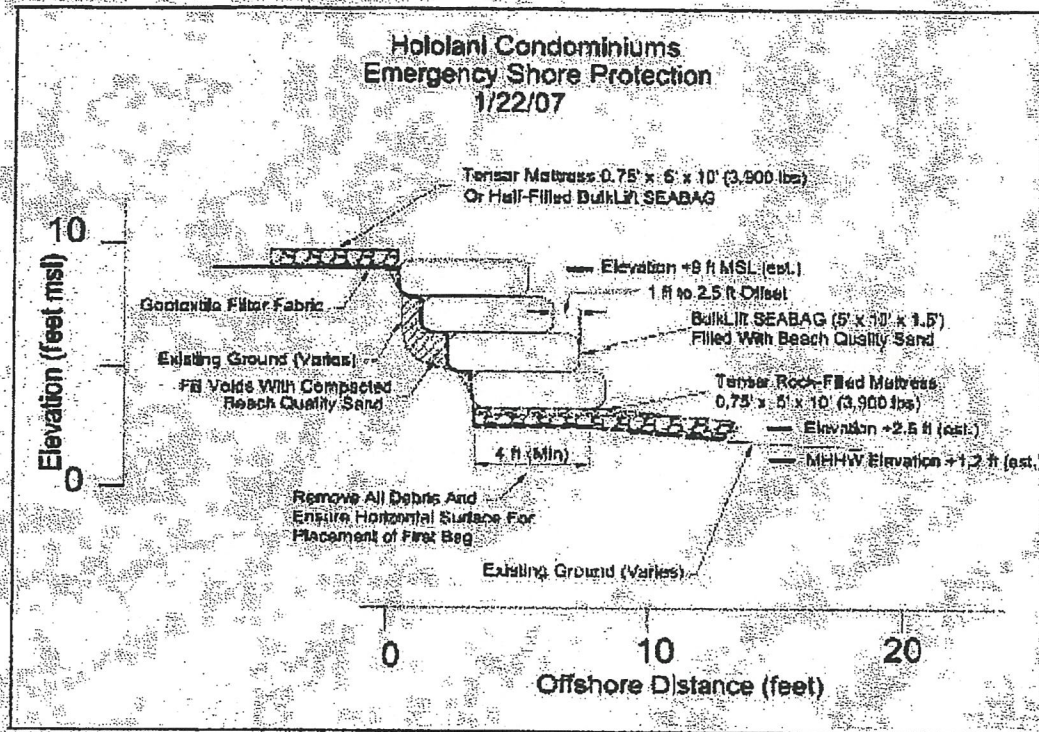 Hololani Condominiums
Emergency Shore Protection
1/22/07
Tensar Mattress 0.75' x 5' x 10' (3,900 lbs)
Or Half-Filled BulkLift SEABAG
10
Elevation +9 ft MSL (est.)
Geotextile Filter Fabric
1 ft to 2.5 ft Offset
BulkLift SEABAG (5' x 10' x 1.5')
Filled With Beach Quality Sand
Existing Ground (Varies)
Fill Voids With Compacted
Beach Quality Sand
Tensar Rock-Filled Mattress
0.75' x 5' x 10' (3,900 lbs)
Elevation +2.5 ft (est.)
4 ft (Min)
MHHW Elevation +1.2 ft (est.)
0
Elevation (feet msl)
Remove All Debris And
Ensure Horizontal Surface For
Placement of First Bag
Existing Ground (Varies)
0 10 20
Offshore Distance (feet)